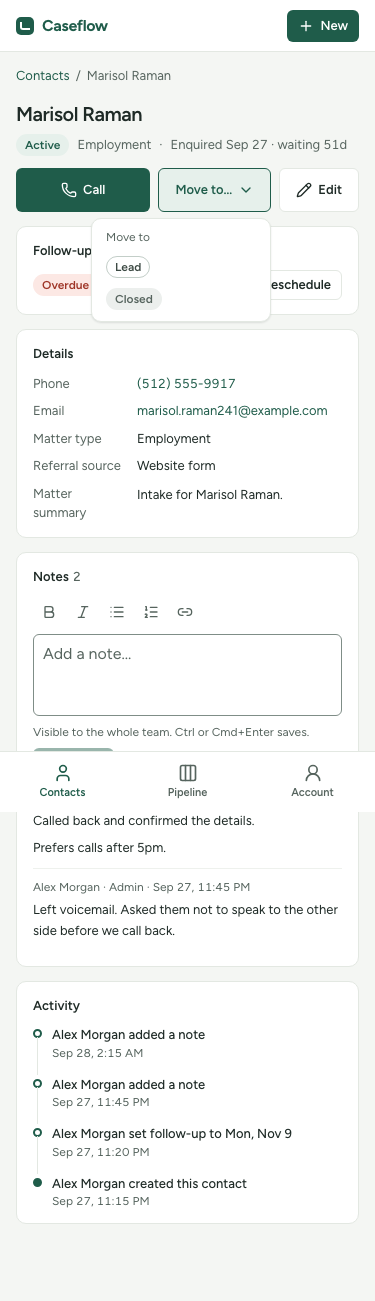 Caseflow
New
Contacts / Marisol Raman
Marisol Raman
Active Employment · Enquired Sep 27 · waiting 51d
Call
Move to...
Edit
Follow-up
Overdue
Move to
Lead
Closed
Details
Phone (512) 555-9917
Email marisol.raman241@example.com
Matter type Employment
Referral source Website form
Matter summary Intake for Marisol Raman.
Notes 2
Add a note...
Visible to the whole team. Ctrl or Cmd+Enter saves.
Contacts
Pipeline
Account
Called back and confirmed the details.
Prefers calls after 5pm.
Alex Morgan · Admin · Sep 27, 11:45 PM
Left voicemail. Asked them not to speak to the other
side before we call back.
Activity
Alex Morgan added a note
Sep 28, 2:15 AM
Alex Morgan added a note
Sep 27, 11:45 PM
Alex Morgan set follow-up to Mon, Nov 9
Sep 27, 11:20 PM
Alex Morgan created this contact
Sep 27, 11:15 PM